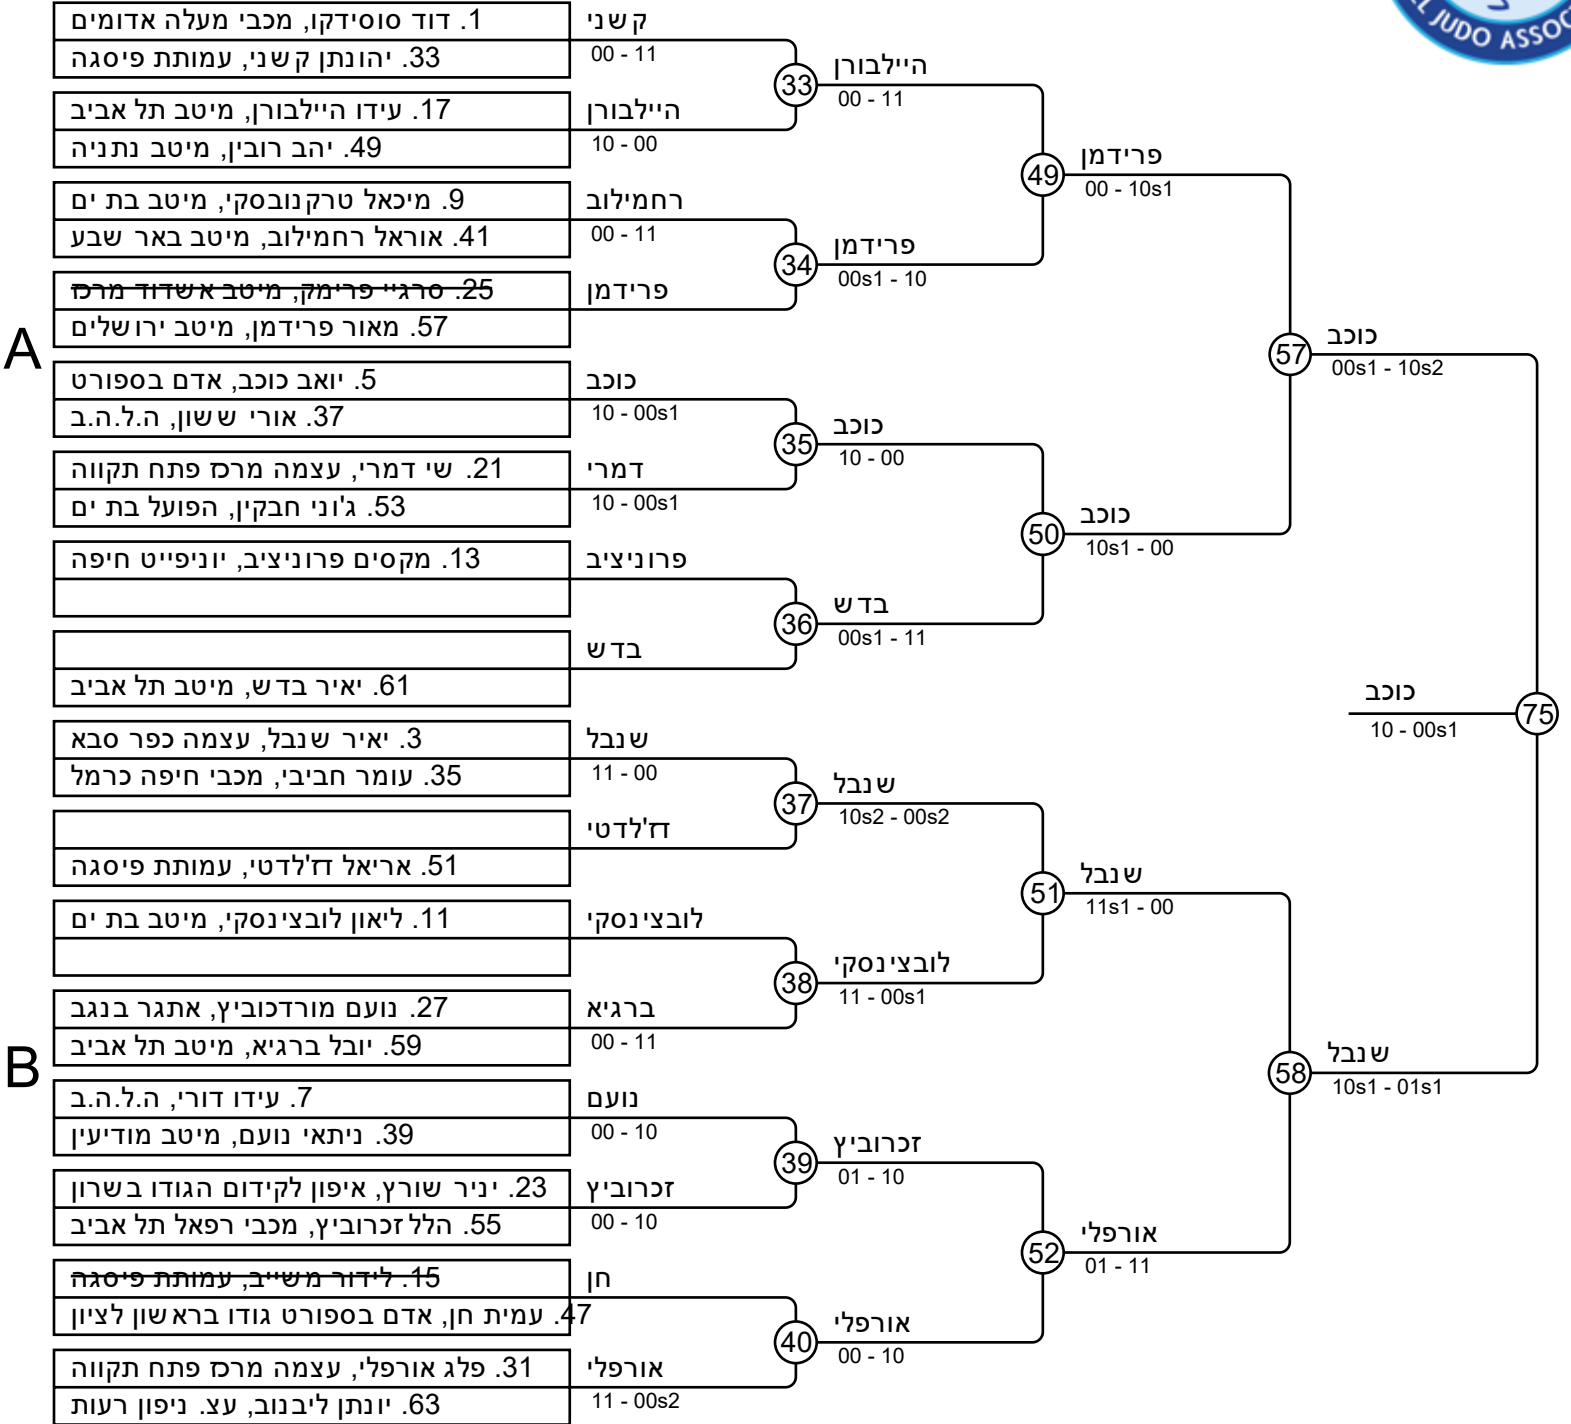 1. דוד סוסידקו, מכבי מעלה אדומים
33. יהונתן קשני, עמותת פיסגה
17. עידו היילבורן, מיטב תל אביב
49. יהב רובין, מיטב נתניה
9. מיכאל טרקנובסקי, מיטב בת ים
41. אוראל רחמילוב, מיטב באר שבע
25. סרגיי פרימק, מיטב אשדוד מרכז
57. מאור פרידמן, מיטב ירושלים
A
5. יואב כוכב, אדם בספורט
37. אורי ששון, ה.ל.ה.ב
21. שי דמרי, עצמה מרכז פתח תקווה
53. ג'וני חבקין, הפועל בת ים
13. מקסים פרוניציב, יוניפייט חיפה
61. יאיר בדש, מיטב תל אביב
3. יאיר שנבל, עצמה כפר סבא
35. עומר חביבי, מכבי חיפה כרמל
51. אריאל דז'לדטי, עמותת פיסגה
11. ליאון לובצינסקי, מיטב בת ים
27. נועם מורדכוביץ, אתגר בנגב
59. יובל ברגיא, מיטב תל אביב
B
7. עידו דורי, ה.ל.ה.ב
39. ניתאי נועם, מיטב מודיעין
23. יניר שורץ, איפון לקידום הגודו בשרון
55. הלל זכרוביץ, מכבי רפאל תל אביב
15. לידור משייב, עמותת פיסגה
47. עמית חן, אדם בספורט גודו בראשון לציון
31. פלג אורפלי, עצמה מרכז פתח תקווה
63. יונתן ליבנוב, עצ. ניפון רעות
קשני
00 - 11
היילבורן
10 - 00
רחמילוב
00 - 11
פרידמן
כוכב
10 - 00s1
דמרי
10 - 00s1
פרוניציב
בדש
שנבל
11 - 00
דז'לדטי
לובצינסקי
ברגיא
00 - 11
נועם
00 - 10
זכרוביץ
00 - 10
חן
אורפלי
11 - 00s2
33
היילבורן
00 - 11
34
פרידמן
00s1 - 10
35
כוכב
10 - 00
36
בדש
00s1 - 11
37
שנבל
10s2 - 00s2
38
לובצינסקי
11 - 00s1
39
זכרוביץ
01 - 10
40
אורפלי
00 - 10
49
פרידמן
00 - 10s1
50
כוכב
10s1 - 00
51
שנבל
11s1 - 00
52
אורפלי
01 - 11
57
כוכב
00s1 - 10s2
58
שנבל
10s1 - 01s1
75
כוכב
10 - 00s1
JUDO